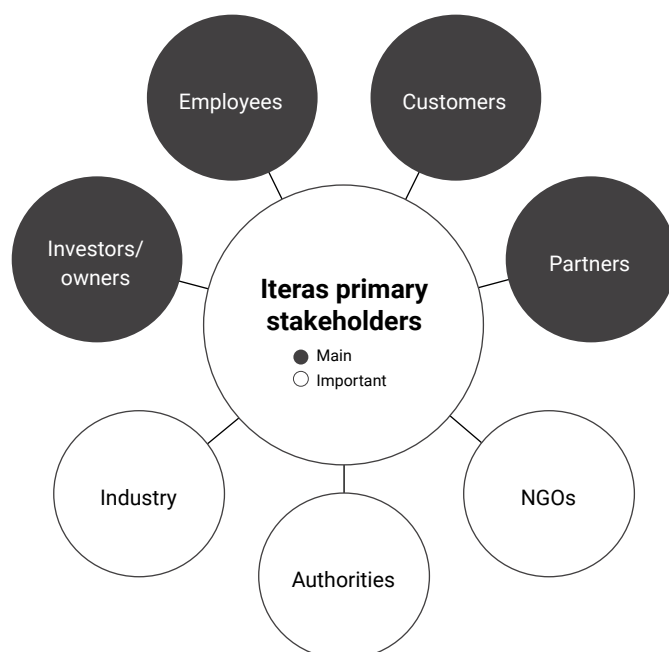 Employees
Customers
Investors/
owners
Partners
Iteras primary
stakeholders
Main
Important
Industry
NGOs
Authorities